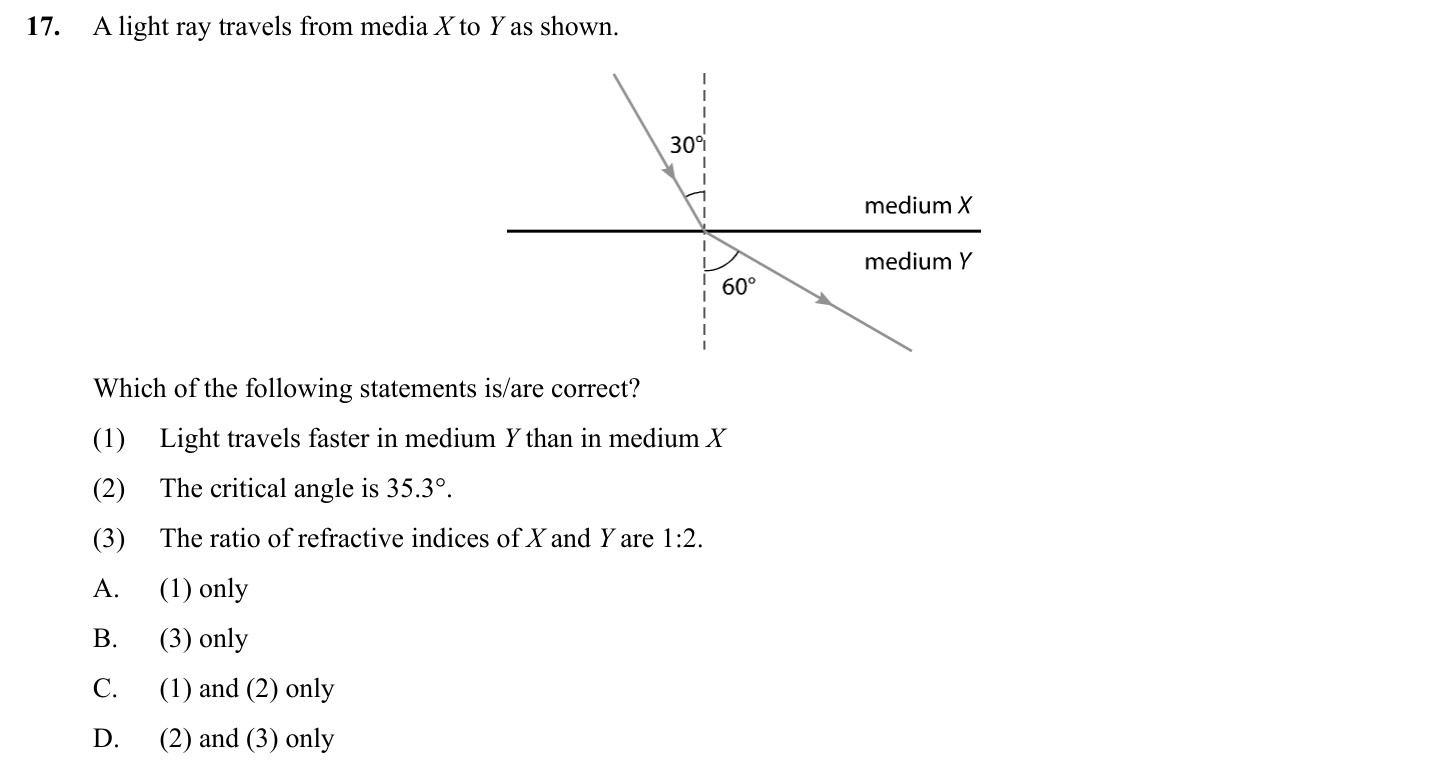 17. A light ray travels from media X to Y as shown.
30°
medium X
medium Y
60°
Which of the following statements is/are correct?
(1) Light travels faster in medium Y than in medium X
(2) The critical angle is 35.3°.
(3) The ratio of refractive indices of X and Y are 1:2.
A. (1) only
B. (3) only
C. (1) and (2) only
D. (2) and (3) only